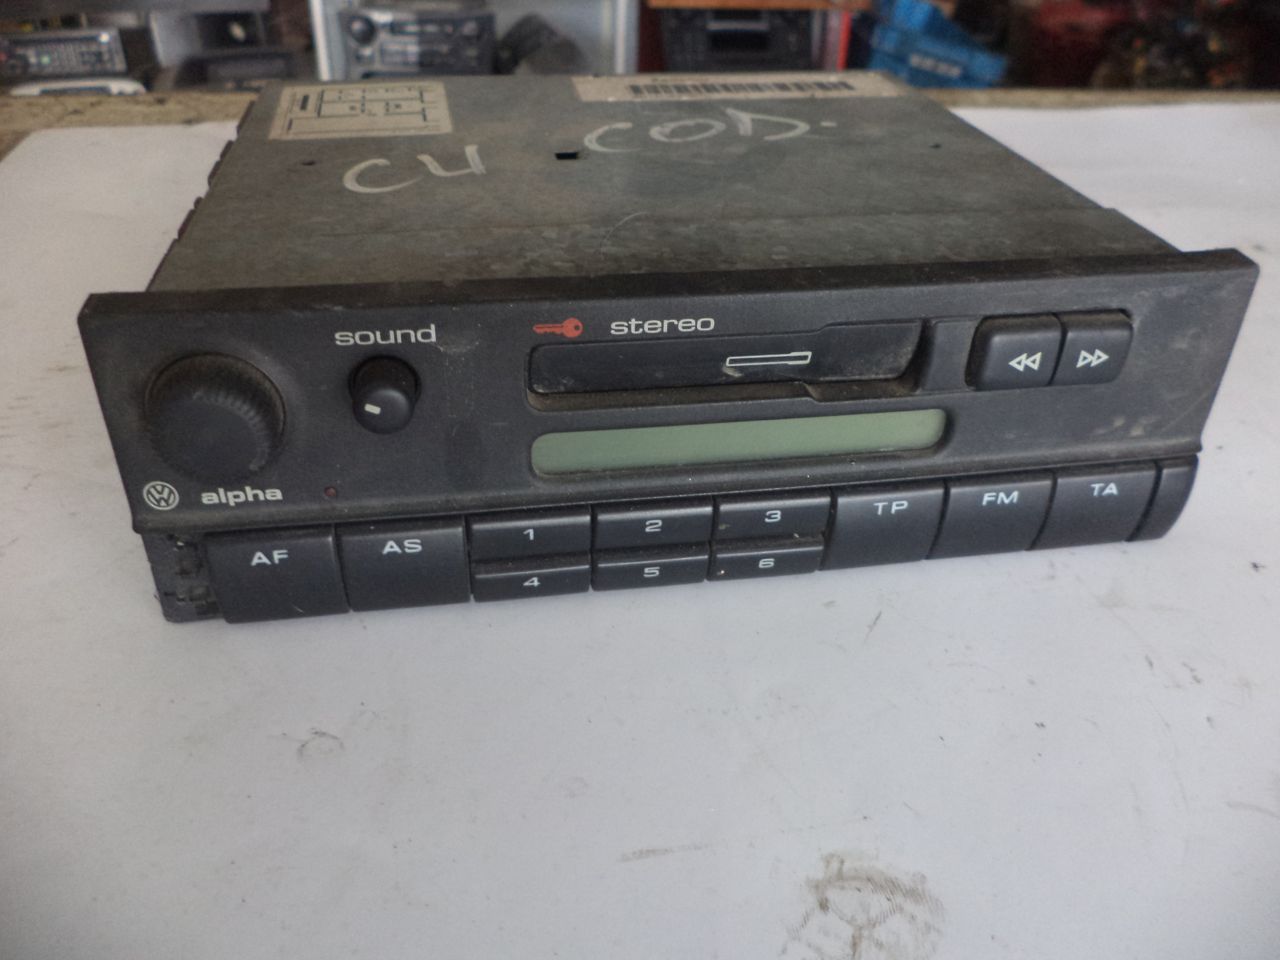 CU COD.
sound
stereo
alpha
AF AS 1 2 3 TP FM TA
4 5 6